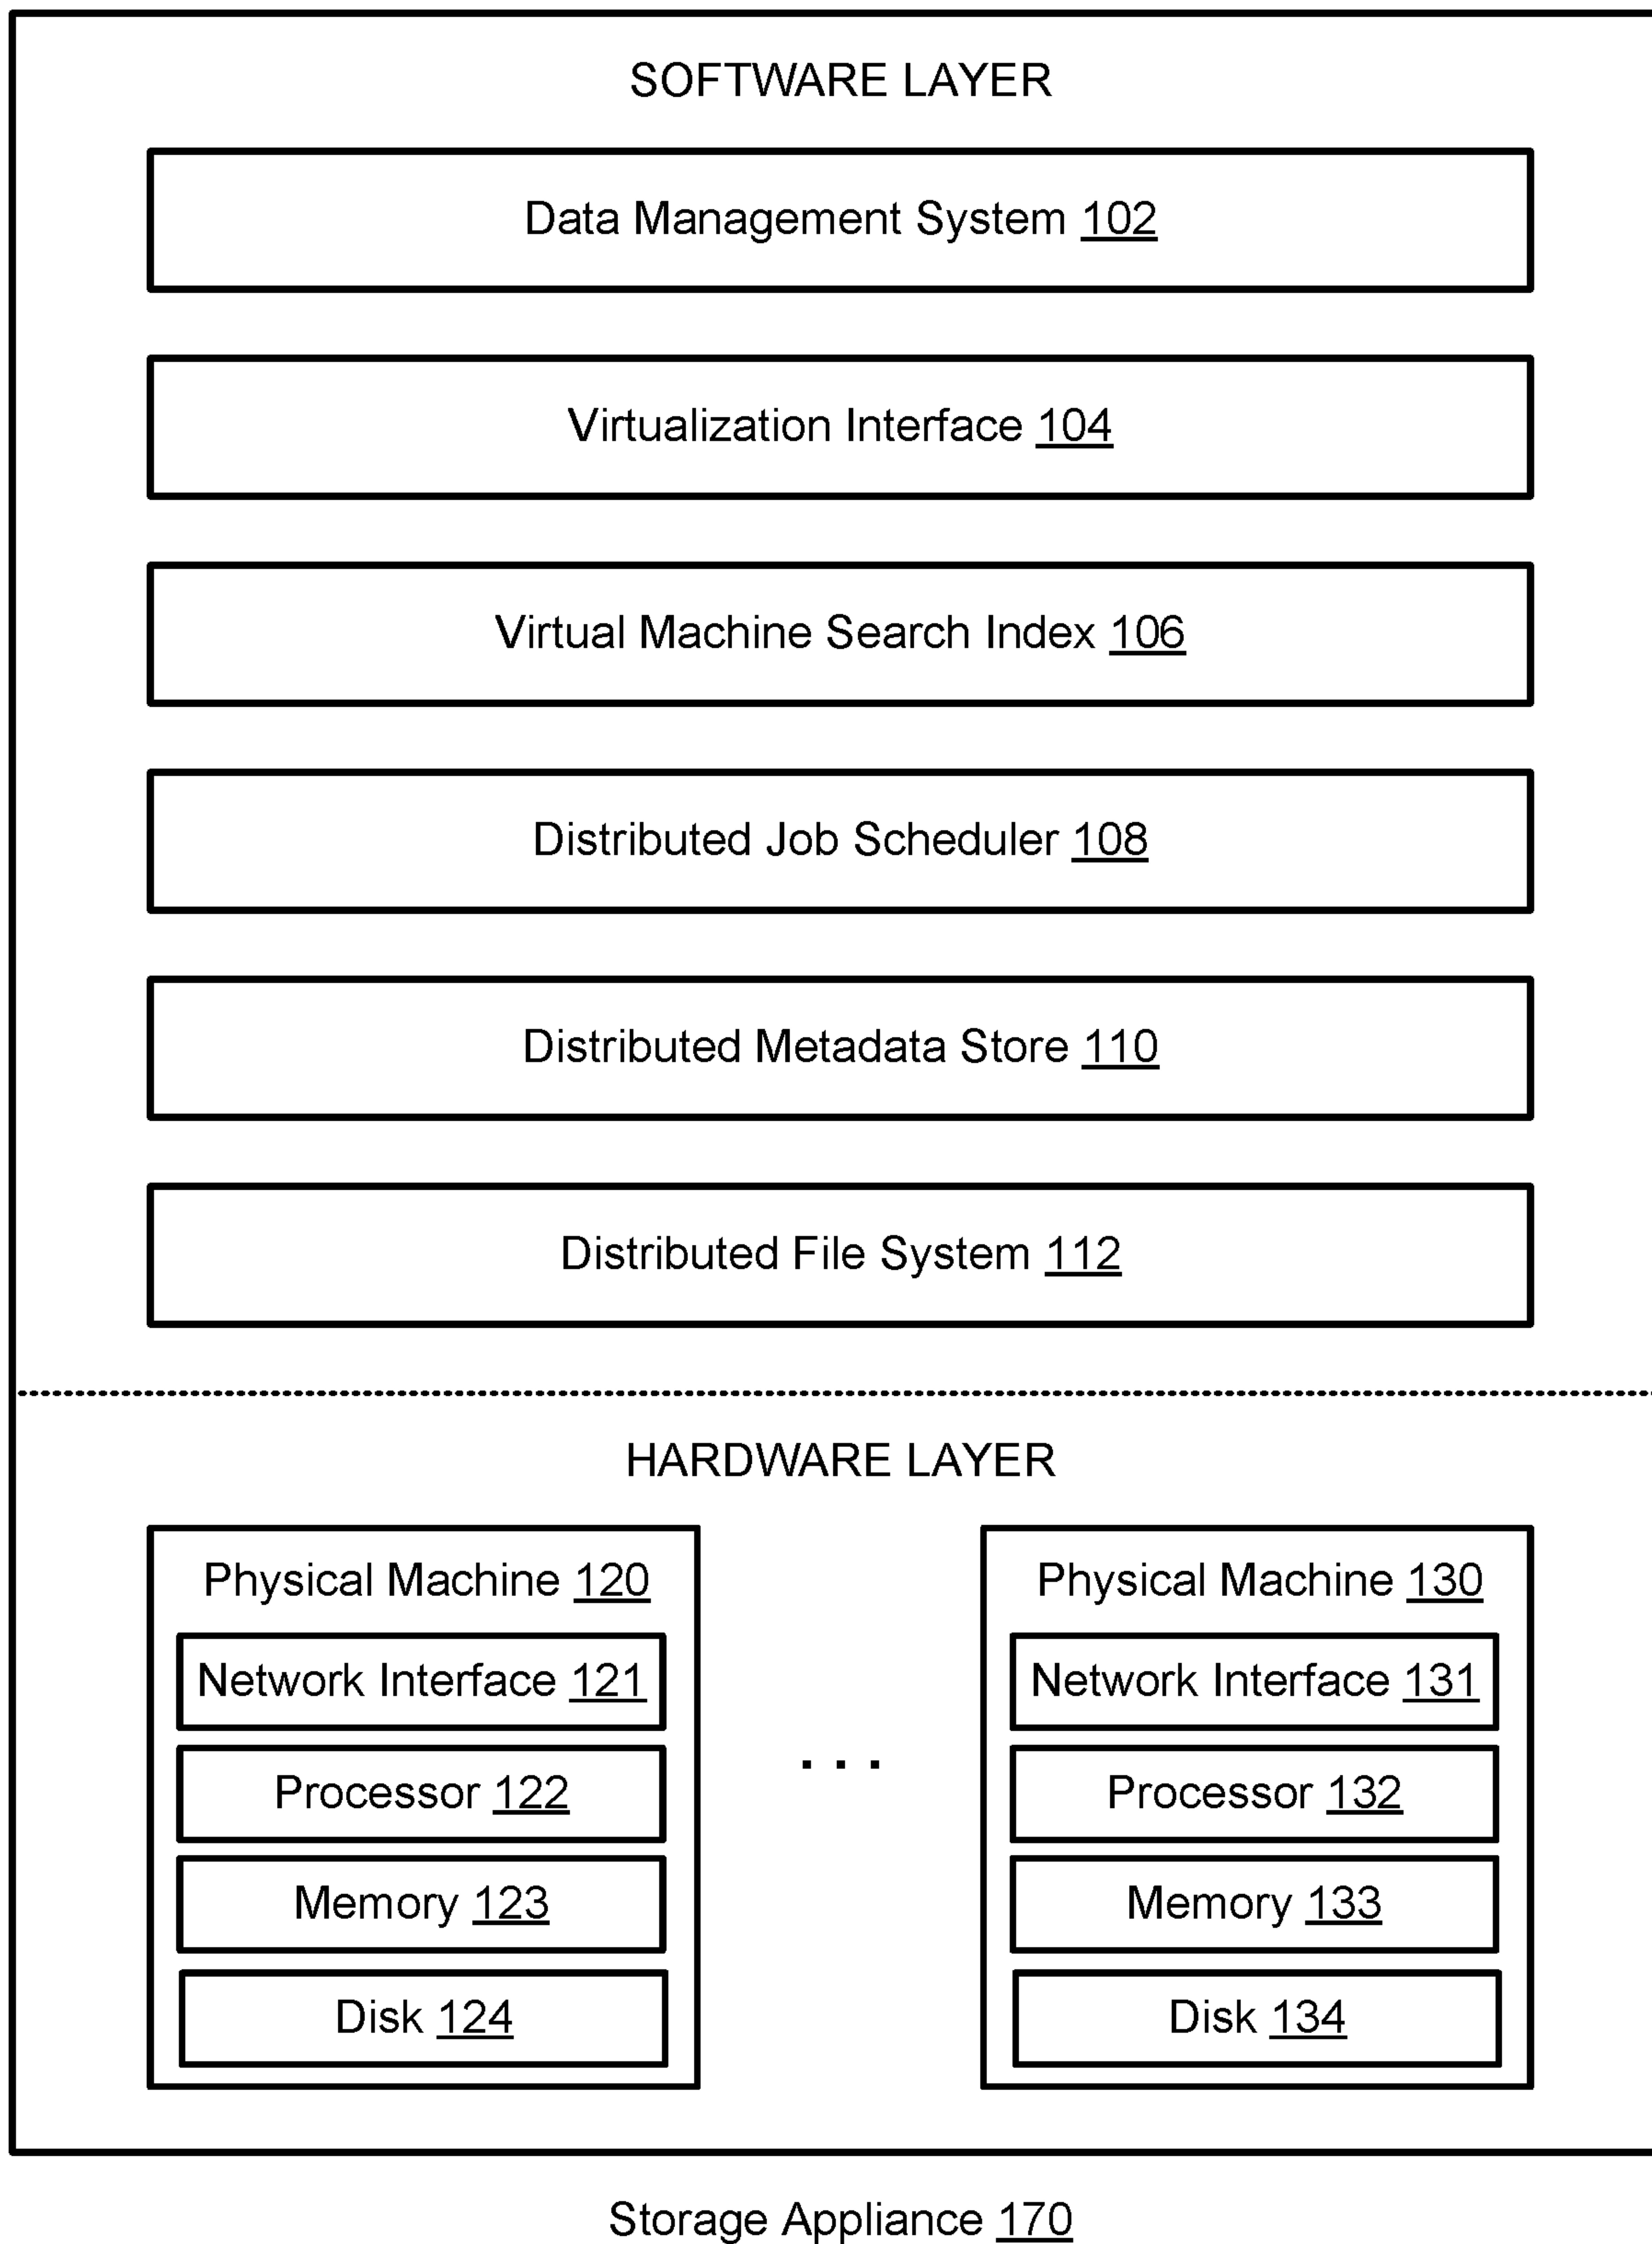 SOFTWARE LAYER
Data Management System 102
Virtualization Interface 104
Virtual Machine Search Index 106
Distributed Job Scheduler 108
Distributed Metadata Store 110
Distributed File System 112
HARDWARE LAYER
Physical Machine 120
Network Interface 121
Processor 122
Memory 123
Disk 124
. . .
Physical Machine 130
Network Interface 131
Processor 132
Memory 133
Disk 134
Storage Appliance 170